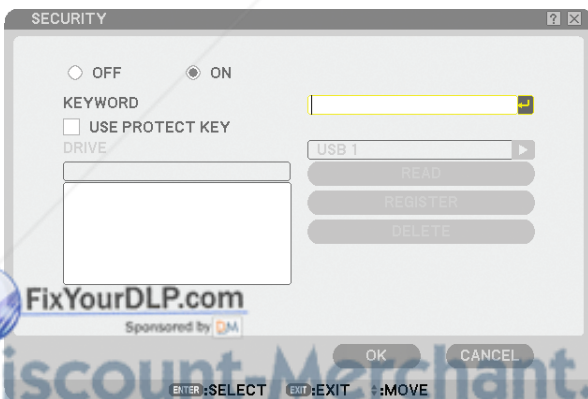 SECURITY ? X
OFF ON
KEYWORD
USE PROTECT KEY
DRIVE USB 1
READ
REGISTER
DELETE
FixYourDLP.com
Sponsored by DM
OK CANCEL
iscount-Merchant.
ENTER :SELECT EXIT :EXIT :MOVE